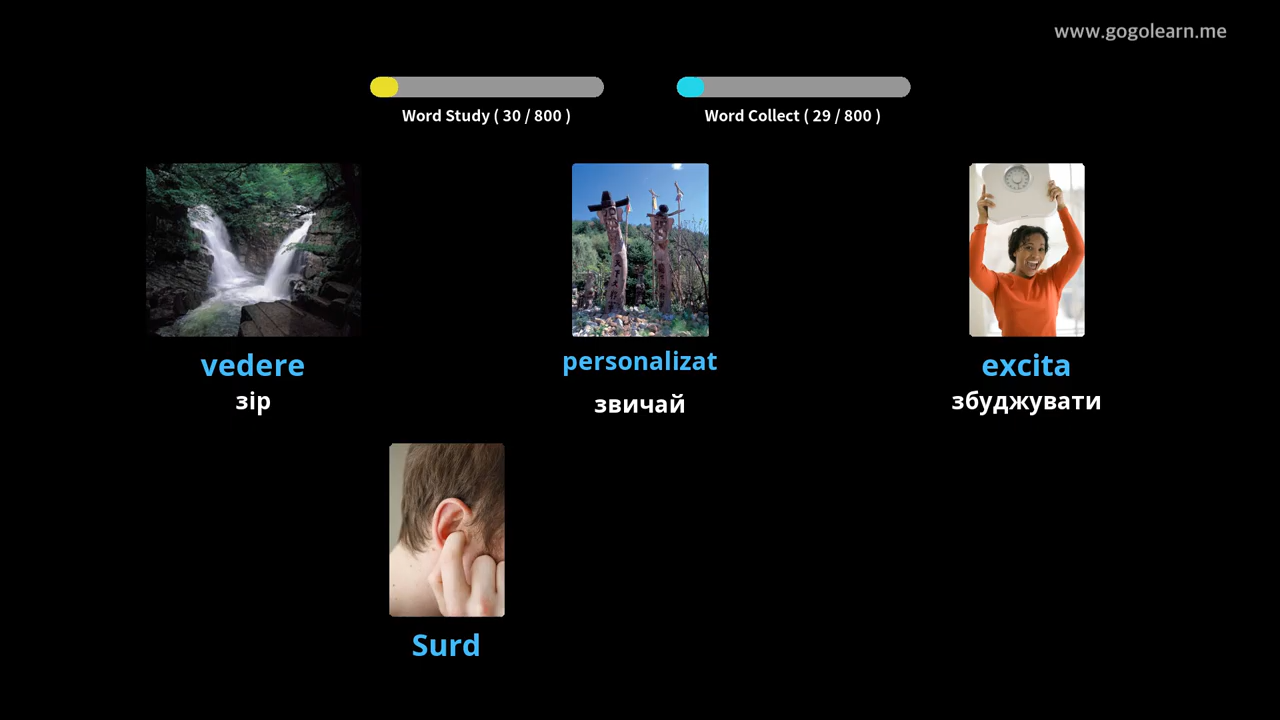 www.gogolearn.me
Word Study ( 30 / 800 )
Word Collect ( 29 / 800 )
vedere
зір
personalizat
звичай
excita
збуджувати
Surd